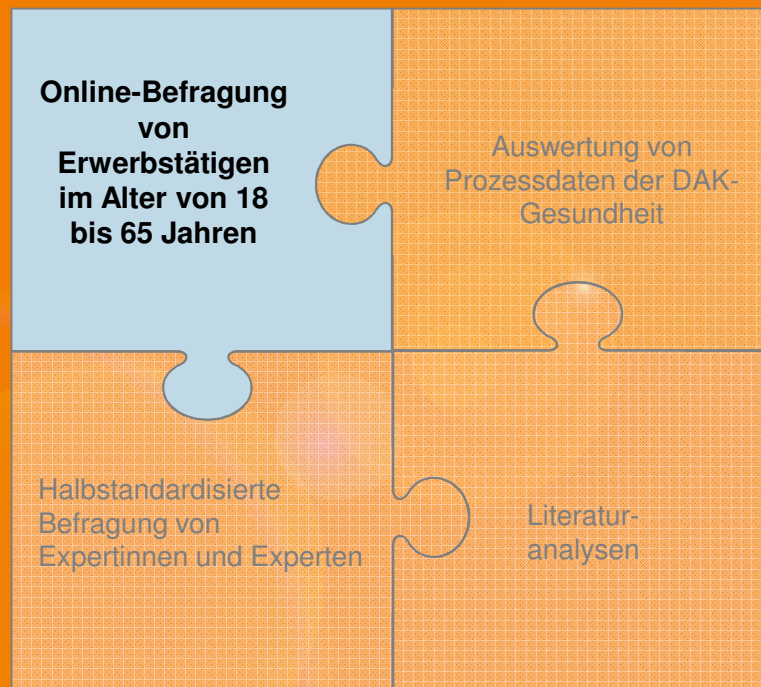 Online-Befragung
von
Erwerbstätigen
im Alter von 18
bis 65 Jahren
Auswertung von
Prozessdaten der DAK-
Gesundheit
Halbstandardisierte
Befragung von
Expertinnen und Experten
Literatur-
analysen